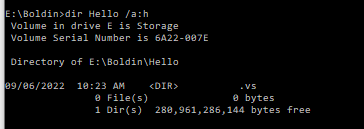 E:\Boldin>dir Hello /a:h
Volume in drive E is Storage
Volume Serial Number is 6A22-007E
Directory of E:\Boldin\Hello
09/06/2022  10:23 AM    <DIR>          .vs
0 File(s)              0 bytes
1 Dir(s)  280,961,286,144 bytes free